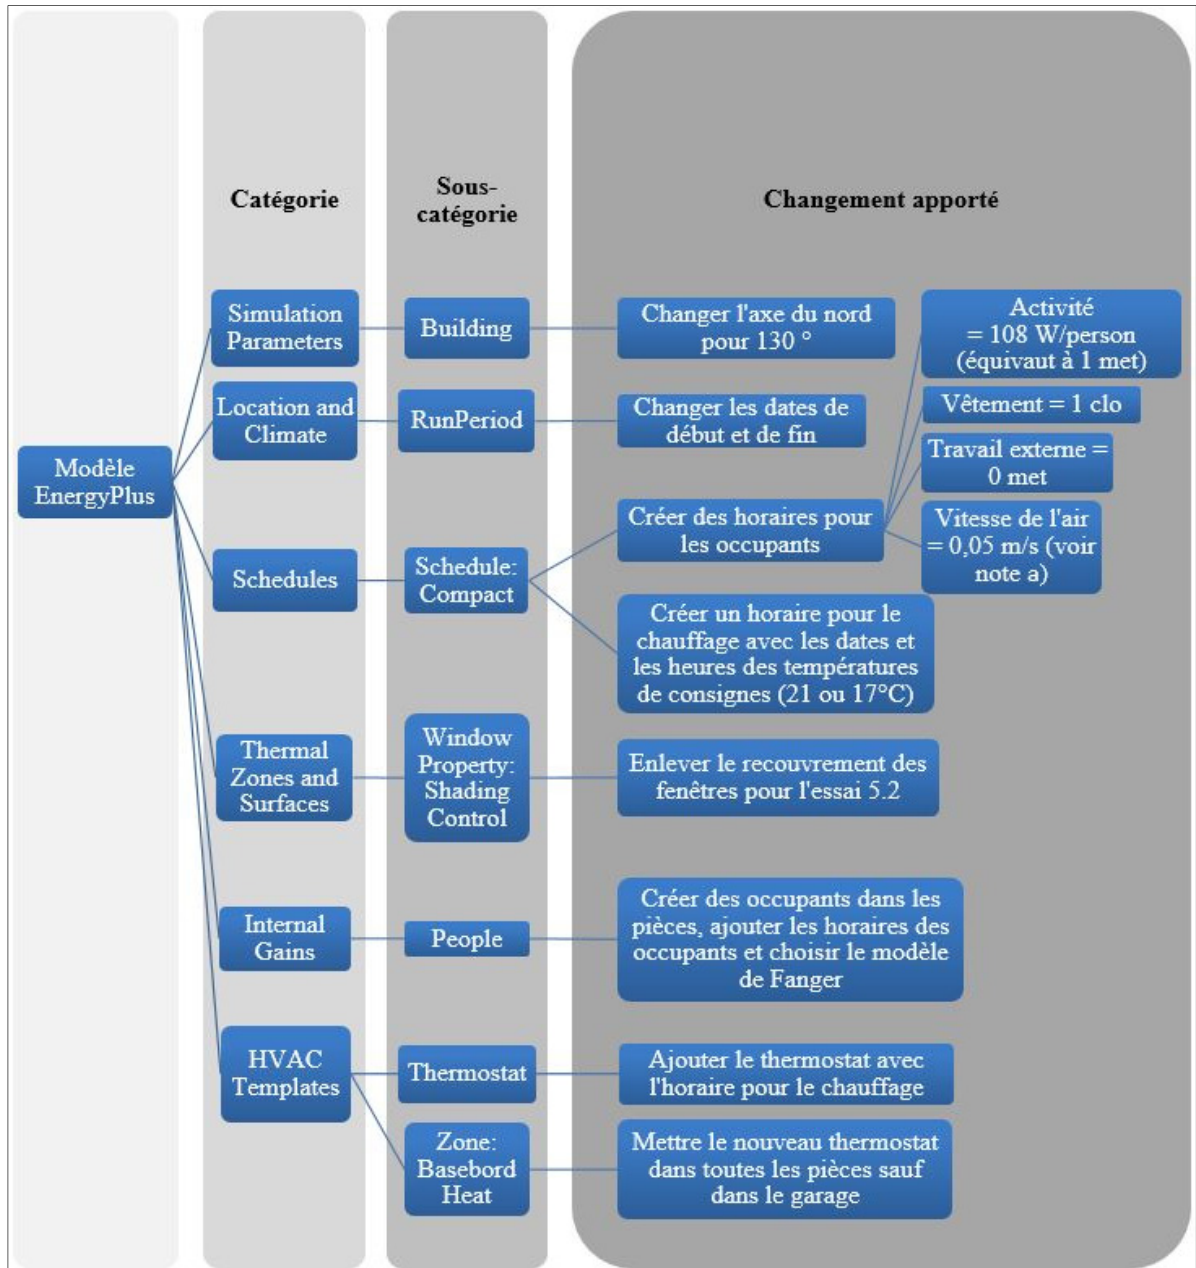 Catégorie
Sous-
catégorie
Changement apporté
Modèle
EnergyPlus
Simulation
Parameters
Building
Changer l'axe du nord
pour 130 °
Location and
Climate
RunPeriod
Changer les dates de
début et de fin
Schedules
Schedule:
Compact
Créer des horaires pour
les occupants
Activité
= 108 W/person
(équivaut à 1 met)
Vêtement = 1 clo
Travail externe =
0 met
Vitesse de l'air
= 0,05 m/s (voir
note a)
Créer un horaire pour le
chauffage avec les dates et
les heures des températures
de consignes (21 ou 17°C)
Thermal
Zones and
Surfaces
Window
Property:
Shading
Control
Enlever le recouvrement des
fenêtres pour l'essai 5.2
Internal
Gains
People
Créer des occupants dans les
pièces, ajouter les horaires des
occupants et choisir le modèle
de Fanger
HVAC
Templates
Thermostat
Ajouter le thermostat avec
l'horaire pour le chauffage
Zone:
Basebord
Heat
Mettre le nouveau thermostat
dans toutes les pièces sauf
dans le garage